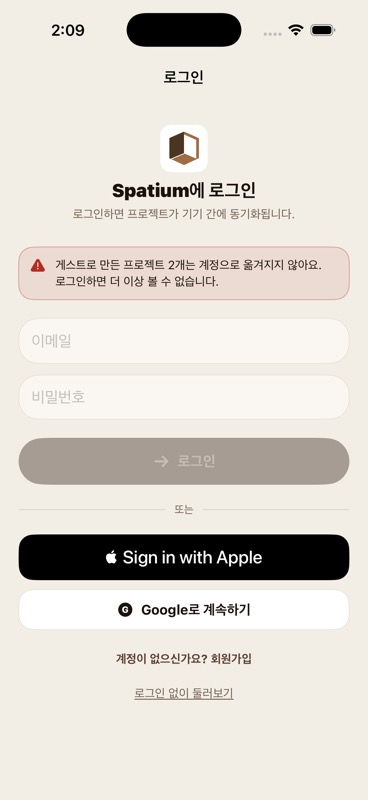 2:09
로그인
Spatium에 로그인
로그인하면 프로젝트가 기기 간에 동기화됩니다.
게스트로 만든 프로젝트 2개는 계정으로 옮겨지지 않아요.
로그인하면 더 이상 볼 수 없습니다.
이메일
비밀번호
로그인
또는
Sign in with Apple
G Google로 계속하기
계정이 없으신가요? 회원가입
로그인 없이 둘러보기